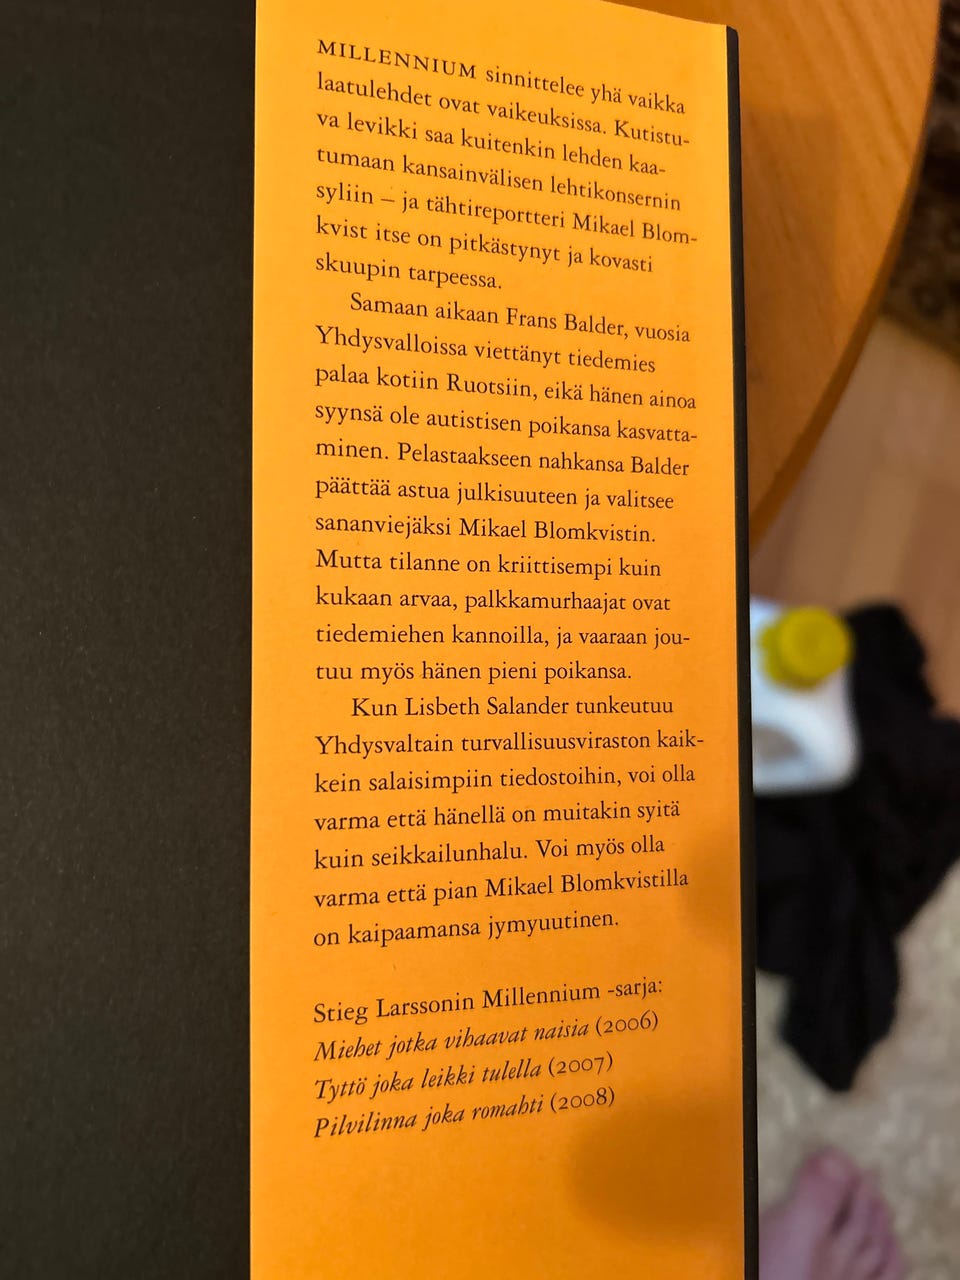 MILLENNIUM sinnittelee yhä vaikka
laatulehdet ovat vaikeuksissa. Kutistu-
va levikki saa kuitenkin lehden kaa-
tumaan kansainvälisen lehtikonsernin
syliin – ja tähtireportteri Mikael Blom-
kvist itse on pitkästynyt ja kovasti
skuupin tarpeessa.
Samaan aikaan Frans Balder, vuosia
Yhdysvalloissa viettänyt tiedemies
palaa kotiin Ruotsiin, eikä hänen ainoa
syynsä ole autistisen poikansa kasvatta-
minen. Pelastaakseen nahkansa Balder
päättää astua julkisuuteen ja valitsee
sananviejäksi Mikael Blomkvistin.
Mutta tilanne on kriittisempi kuin
kukaan arvaa, palkkamurhaajat ovat
tiedemiehen kannoilla, ja vaaraan jou-
tuu myös hänen pieni poikansa.
Kun Lisbeth Salander tunkeutuu
Yhdysvaltain turvallisuusviraston kaik-
kein salaisimpiin tiedostoihin, voi olla
varma että hänellä on muitakin syitä
kuin seikkailunhalu. Voi myös olla
varma että pian Mikael Blomkvistilla
on kaipaamansa jymyuutinen.
Stieg Larssonin Millennium -sarja:
Miehet jotka vihaavat naisia (2006)
Tyttö joka leikki tulella (2007)
Pilvilinna joka romahti (2008)